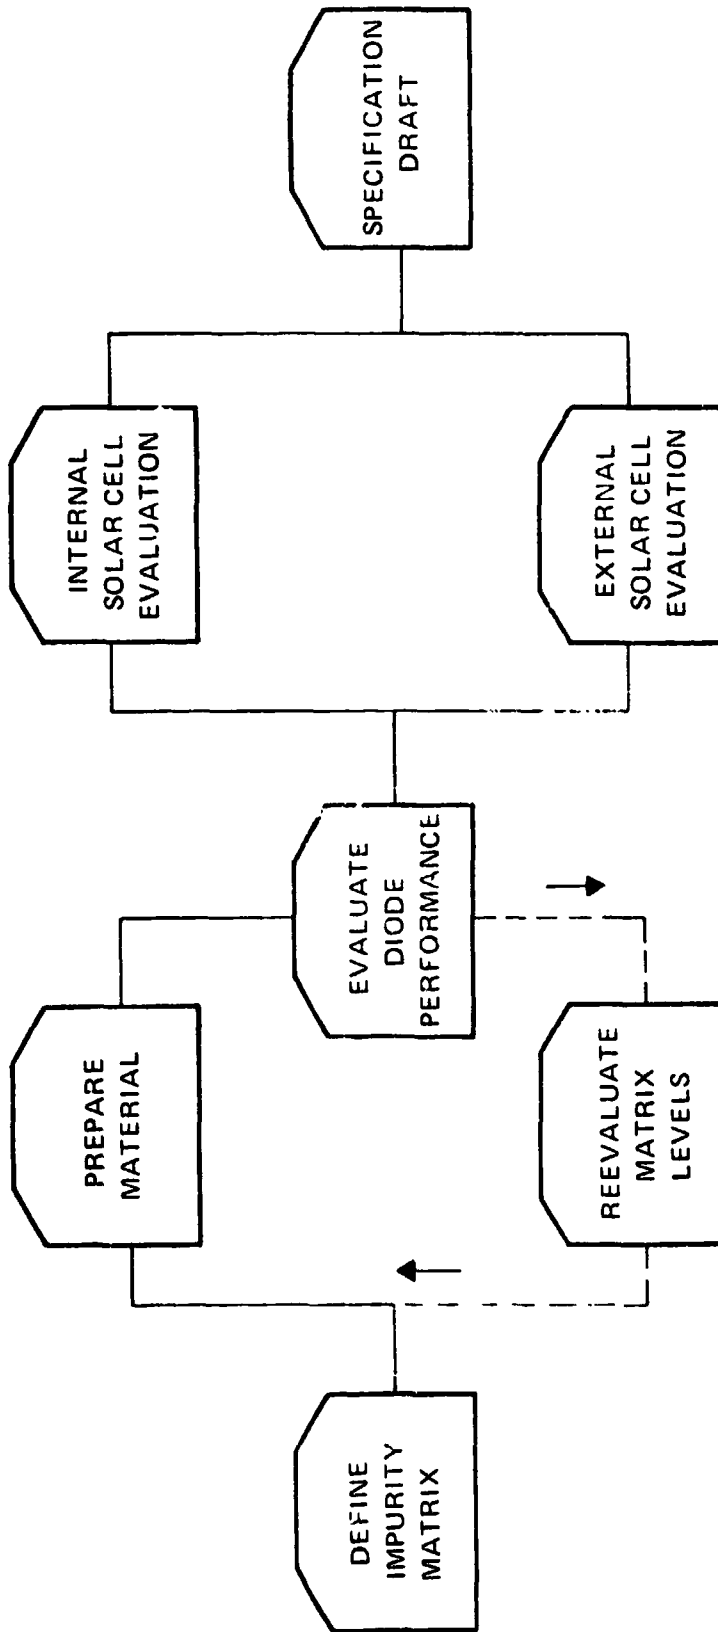 DEFINE
IMPURITY
MATRIX
PREPARE
MATERIAL
REEVALUATE
MATRIX
LEVELS
EVALUATE
DIODE
PERFORMANCE
INTERNAL
SOLAR CELL
EVALUATION
EXTERNAL
SOLAR CELL
EVALUATION
SPECIFICATION
DRAFT